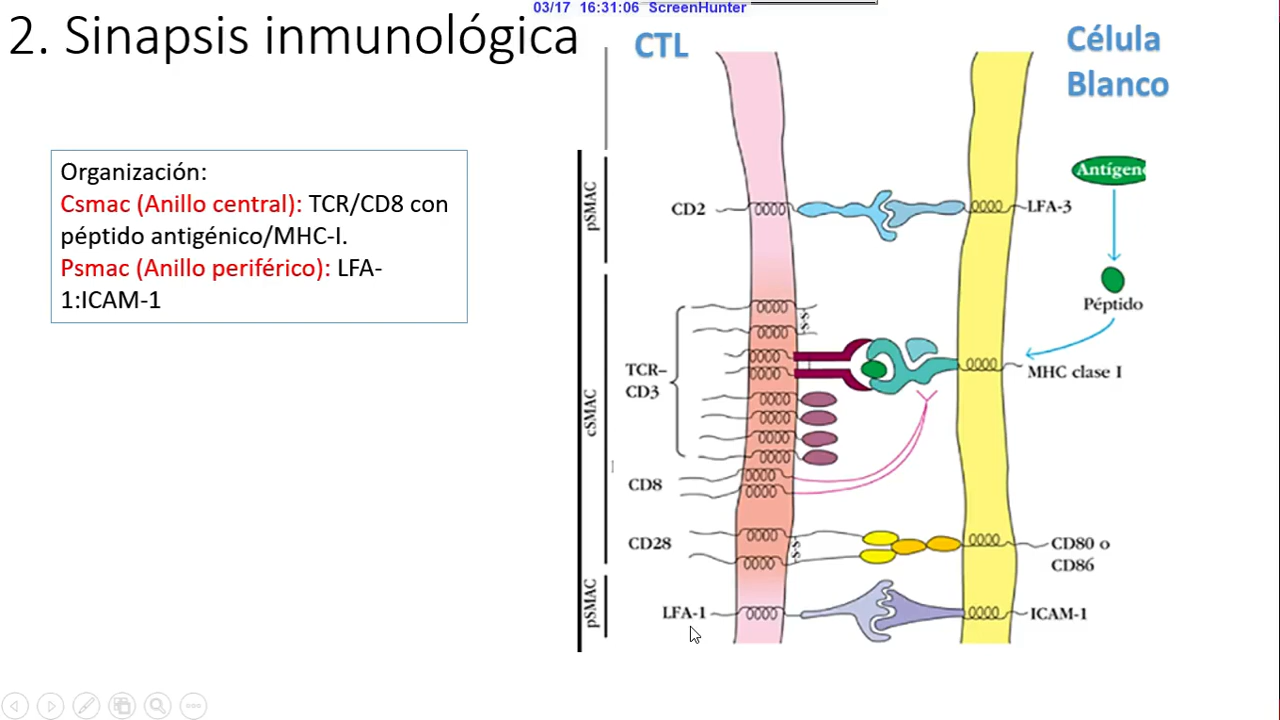 03/17 16:31:06 ScreenHunter
2. Sinapsis inmunológica
Organización:
Csmac (Anillo central): TCR/CD8 con
péptido antigénico/MHC-I.
Psmac (Anillo periférico): LFA-
1:ICAM-1
CTL
Célula
Blanco
pSMAC
cSMAC
pSMAC
CD2
LFA-3
Antígeno
Péptido
S-S
TCR–
CD3
MHC clase I
CD8
CD28
S-S
CD80 o
CD86
LFA-1
ICAM-1